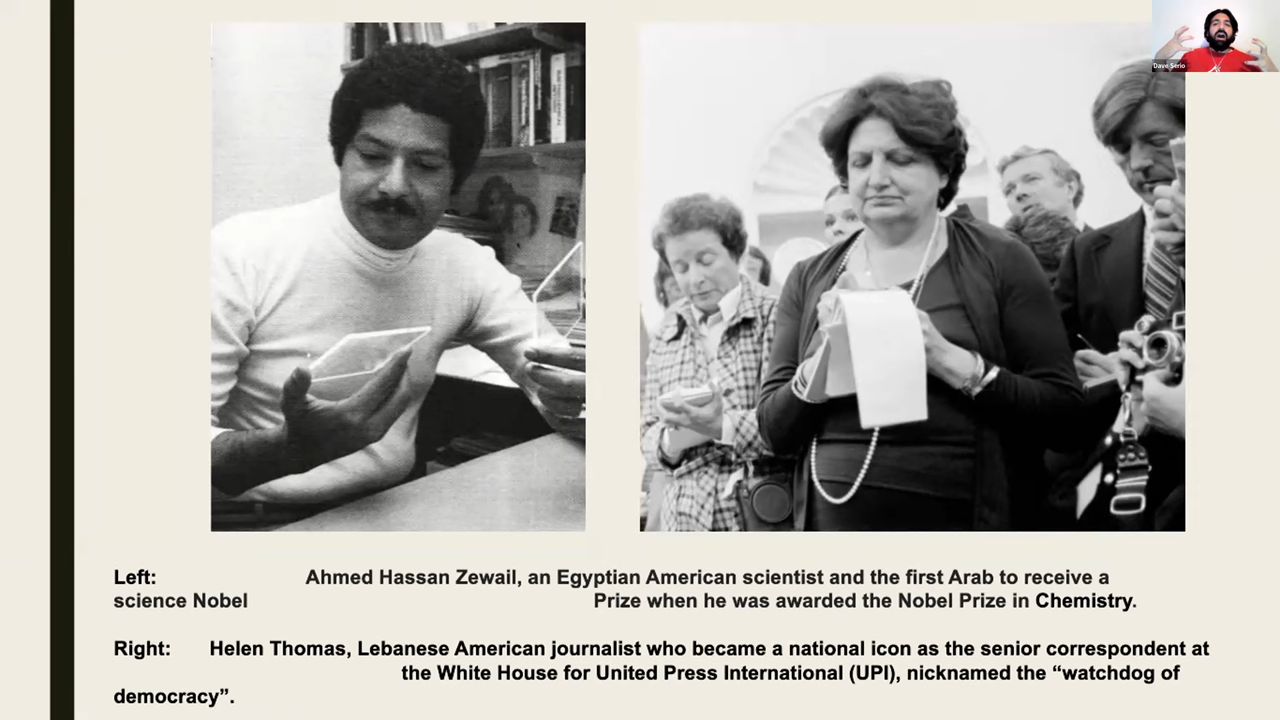 Dave Serio
Left: Ahmed Hassan Zewail, an Egyptian American scientist and the first Arab to receive a
science Nobel Prize when he was awarded the Nobel Prize in Chemistry.
Right: Helen Thomas, Lebanese American journalist who became a national icon as the senior correspondent at
the White House for United Press International (UPI), nicknamed the “watchdog of
democracy”.